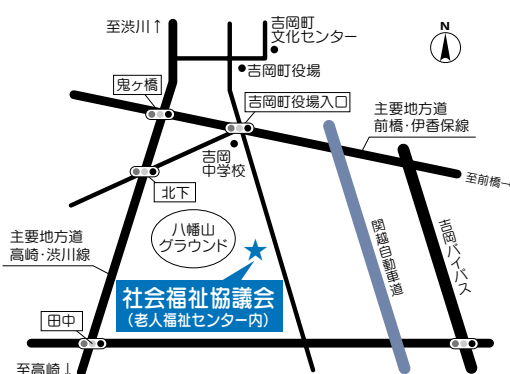 至渋川↑
吉岡町
文化センター
N
吉岡町役場
鬼ヶ橋
吉岡町役場入口
主要地方道
前橋・伊香保線
吉岡
中学校
至前橋→
北下
八幡山
グラウンド
主要地方道
高崎・渋川線
関越自動車道
吉岡バイパス
社会福祉協議会
(老人福祉センター内)
田中
至高崎↓